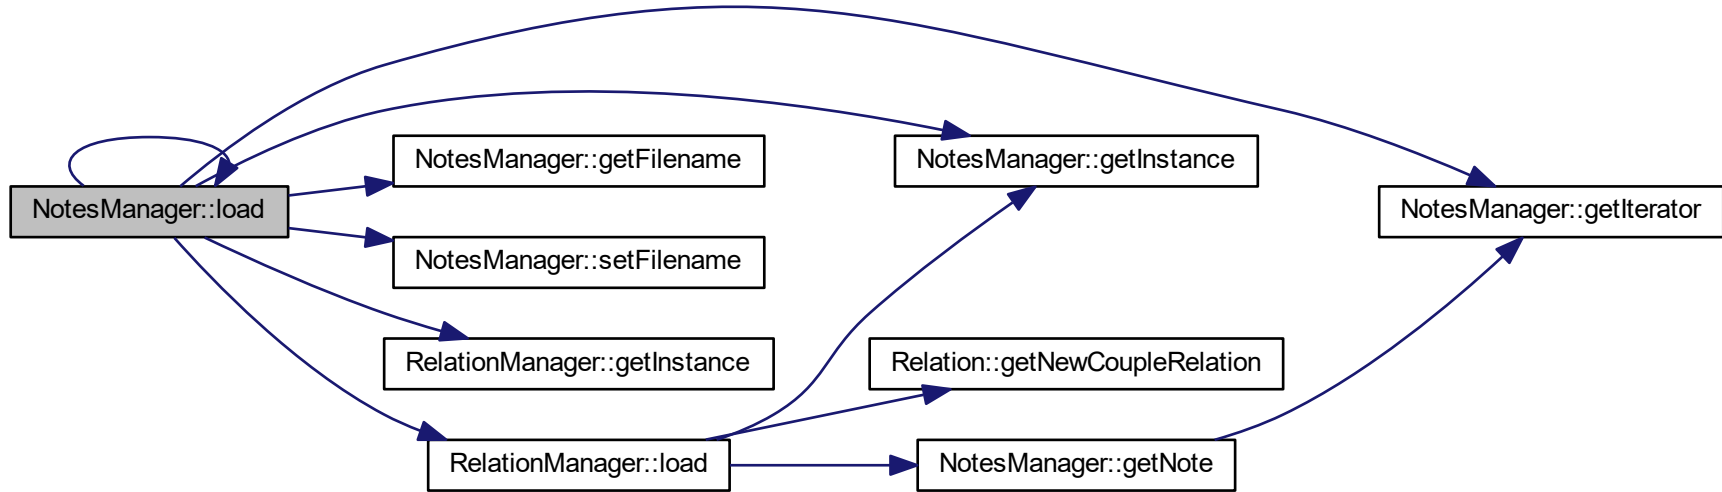 NotesManager::load
NotesManager::getFilename
NotesManager::setFilename
RelationManager::getInstance
RelationManager::load
NotesManager::getInstance
Relation::getNewCoupleRelation
NotesManager::getNote
NotesManager::getIterator